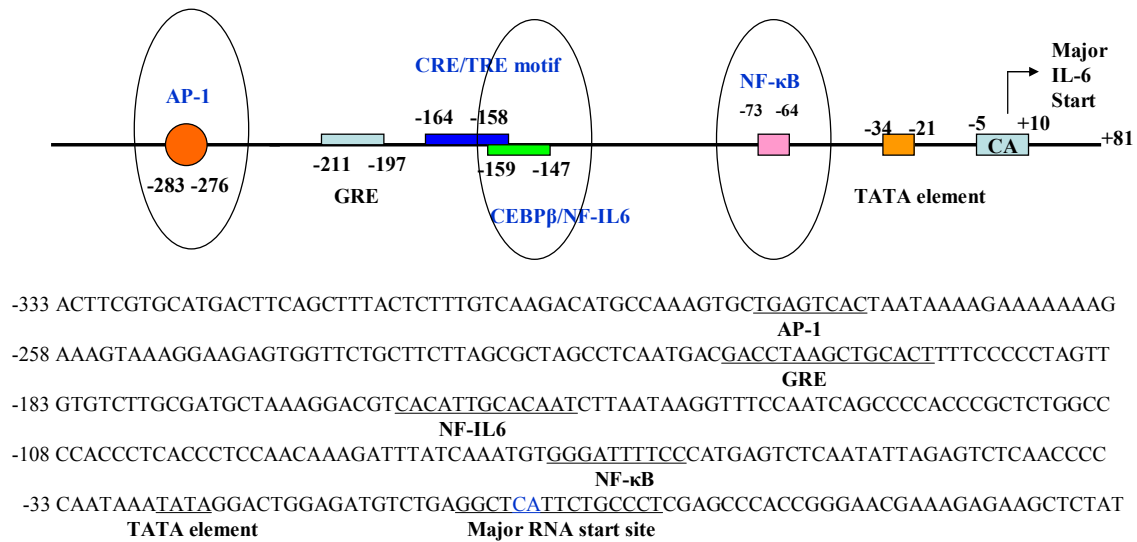 Major
IL-6
Start
CRE/TRE motif
AP-1
NF-κB
-73 -64
-164 -158
-34 -21
-5 +10
CA
+81
-283 -276
-211 -197
-159 -147
GRE
TATA element
CEBPβ/NF-IL6
-333 ACTTCGTGCATGACTTCAGCTTTACTCTTTGTCAAGACATGCCAAAGTGCTGAGTCACTAATAAAAGAAAAAAAG
AP-1
-258 AAAGTAAAGGAAGAGTGGTTCTGCTTCTTAGCGCTAGCCTCAATGACGACCTAAGCTGCACTTTTCCCCCTAGTT
GRE
-183 GTGTCTTGCGATGCTAAAGGACGTCACATTGCACAATCTTAATAAGGTTTCCAATCAGCCCCACCCGCTCTGGCC
NF-IL6
-108 CCACCCTCACCCTCCAACAAAGATTTATCAAATGTGGGATTTTCCCATGAGTCTCAATATTAGAGTCTCAACCCC
NF-κB
-33 CAATAAATATAGGACTGGAGATGTCTGAGGCTCATTCTGCCCTCGAGCCCACCGGGAACGAAAGAGAAGCTCTAT
TATA element Major RNA start site